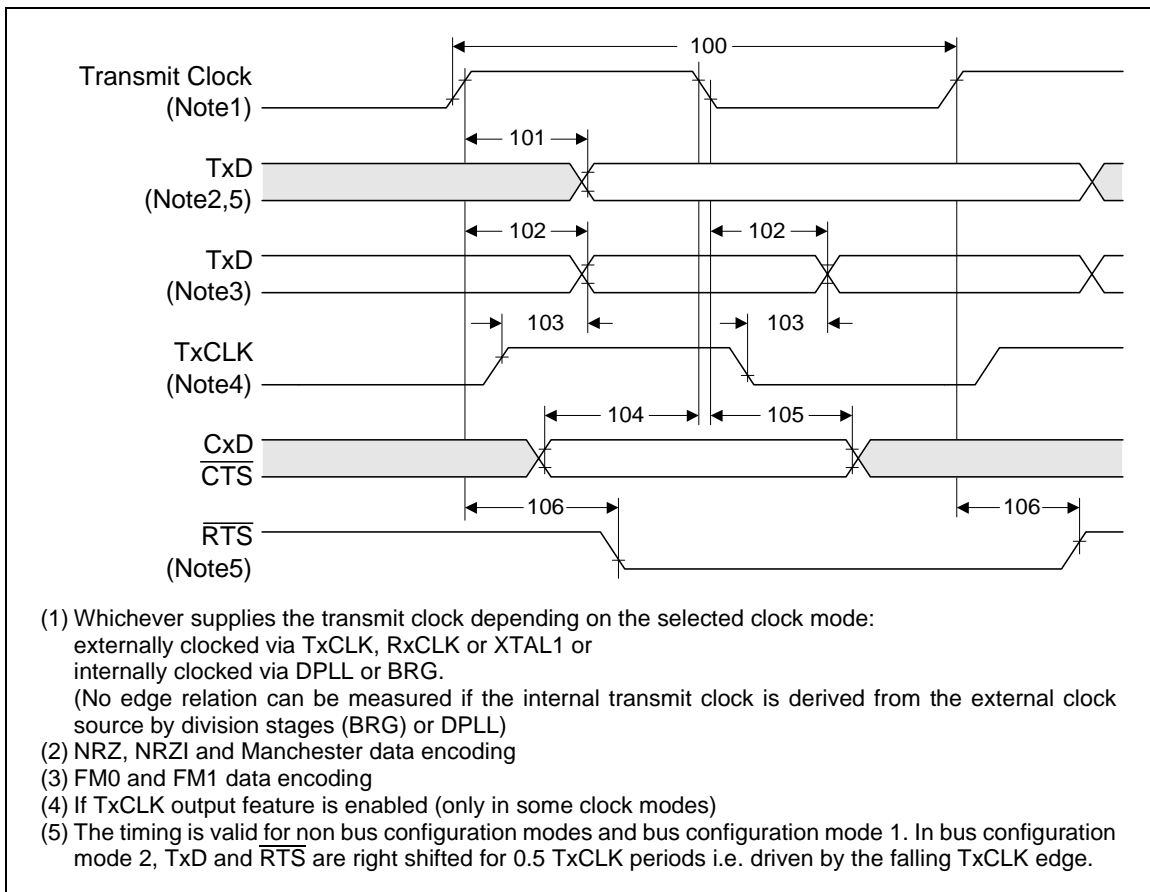 100
Transmit Clock
(Note1)
101
TxD
(Note2,5)
102 102
TxD
(Note3)
103 103
TxCLK
(Note4)
104 105
CxD
CTS
106 106
RTS
(Note5)
(1) Whichever supplies the transmit clock depending on the selected clock mode:
externally clocked via TxCLK, RxCLK or XTAL1 or
internally clocked via DPLL or BRG.
(No edge relation can be measured if the internal transmit clock is derived from the external clock
source by division stages (BRG) or DPLL)
(2) NRZ, NRZI and Manchester data encoding
(3) FM0 and FM1 data encoding
(4) If TxCLK output feature is enabled (only in some clock modes)
(5) The timing is valid for non bus configuration modes and bus configuration mode 1. In bus configuration
mode 2, TxD and RTS are right shifted for 0.5 TxCLK periods i.e. driven by the falling TxCLK edge.